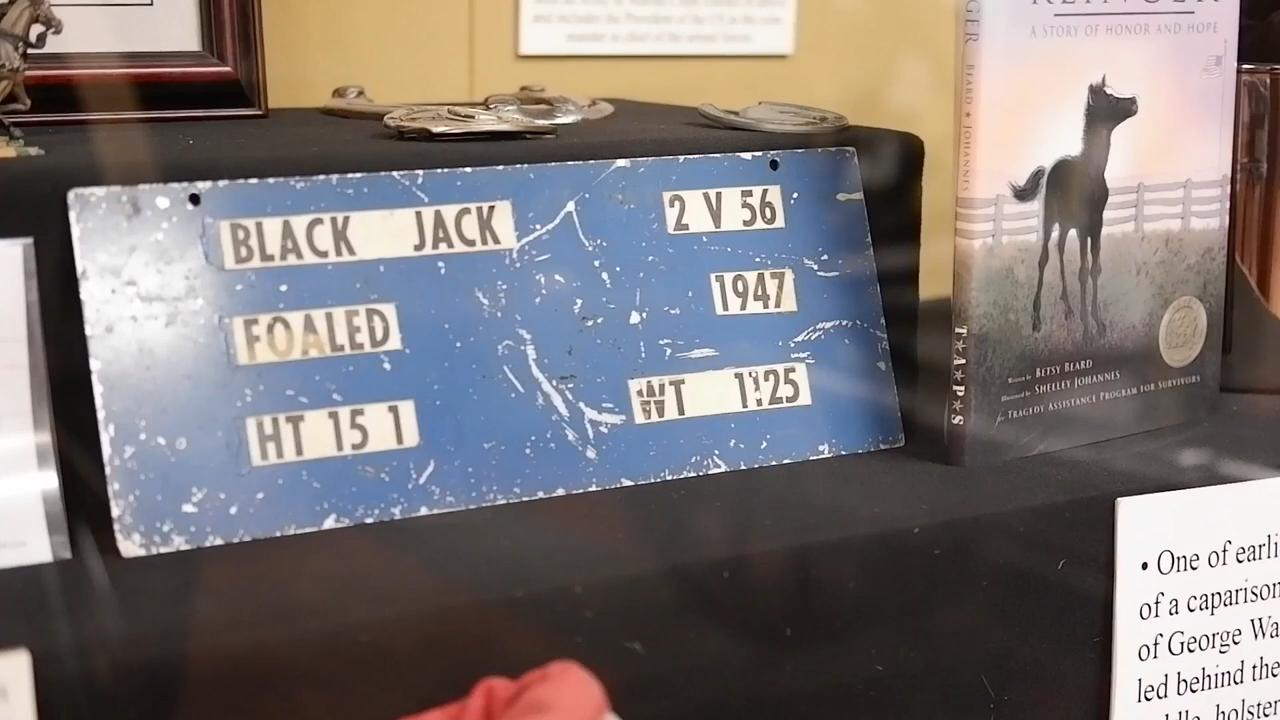 BLACK JACK 2 V 56
FOALED 1947
HT 15 1 WT 1125
A STORY OF HONOR AND HOPE
BEARD ★ JOHANNES
T★A★P★S
Written by BETSY BEARD
Illustrated by SHELLEY JOHANNES
for TRAGEDY ASSISTANCE PROGRAM FOR SURVIVORS
• One of earli
of a caparison
of George Wa
led behind the
holster